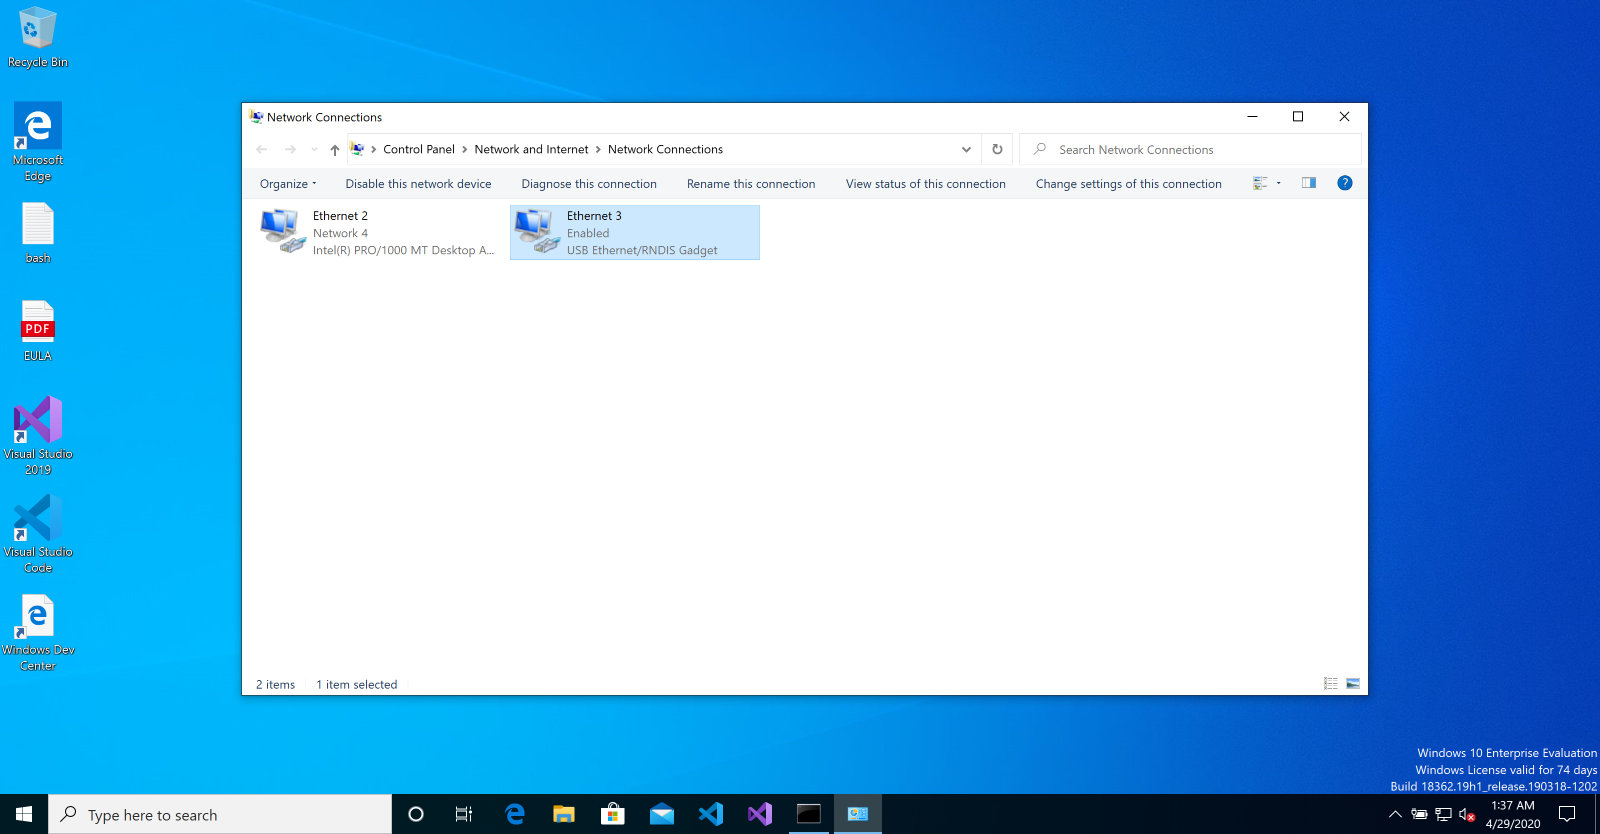 Recycle Bin
Microsoft
Edge
bash
PDF
EULA
Visual Studio
2019
Visual Studio
Code
Windows Dev
Center
Network Connections
Control Panel > Network and Internet > Network Connections
Search Network Connections
Organize
Disable this network device
Diagnose this connection
Rename this connection
View status of this connection
Change settings of this connection
?
Ethernet 2
Network 4
Intel(R) PRO/1000 MT Desktop A...
Ethernet 3
Enabled
USB Ethernet/RNDIS Gadget
2 items
1 item selected
Windows 10 Enterprise Evaluation
Windows License valid for 74 days
Build 18362.19h1_release.190318-1202
Type here to search
1:37 AM
4/29/2020